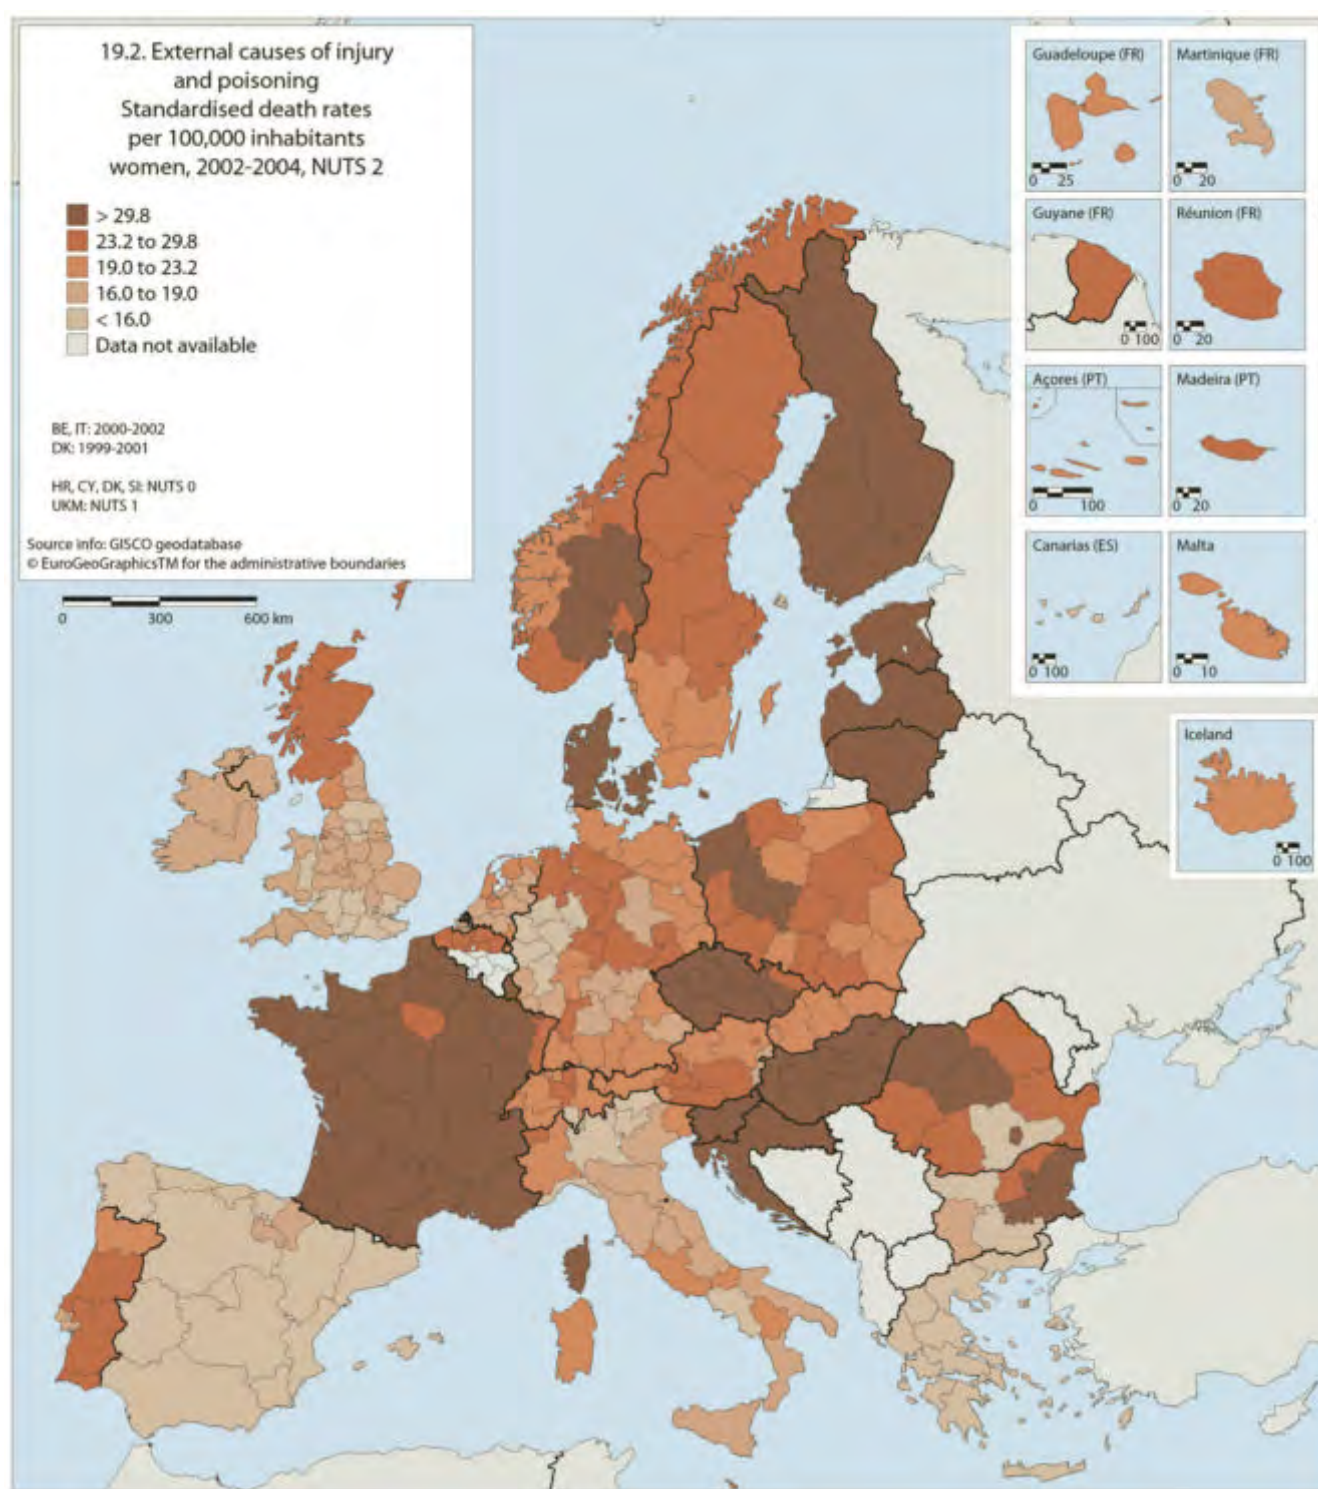 19.2. External causes of injury
and poisoning
Standardised death rates
per 100,000 inhabitants
women, 2002-2004, NUTS 2
> 29.8
23.2 to 29.8
19.0 to 23.2
16.0 to 19.0
< 16.0
Data not available
BE, IT: 2000-2002
DK: 1999-2001
HR, CY, DK, SI: NUTS 0
UKM: NUTS 1
Source info: GISCO geodatabase
© EuroGeoGraphicsTM for the administrative boundaries
0 300 600 km
Guadeloupe (FR)
0 25
Martinique (FR)
0 20
Guyane (FR)
0 100
Réunion (FR)
0 20
Açores (PT)
0 100
Madeira (PT)
0 20
Canarias (ES)
0 100
Malta
0 10
Iceland
0 100